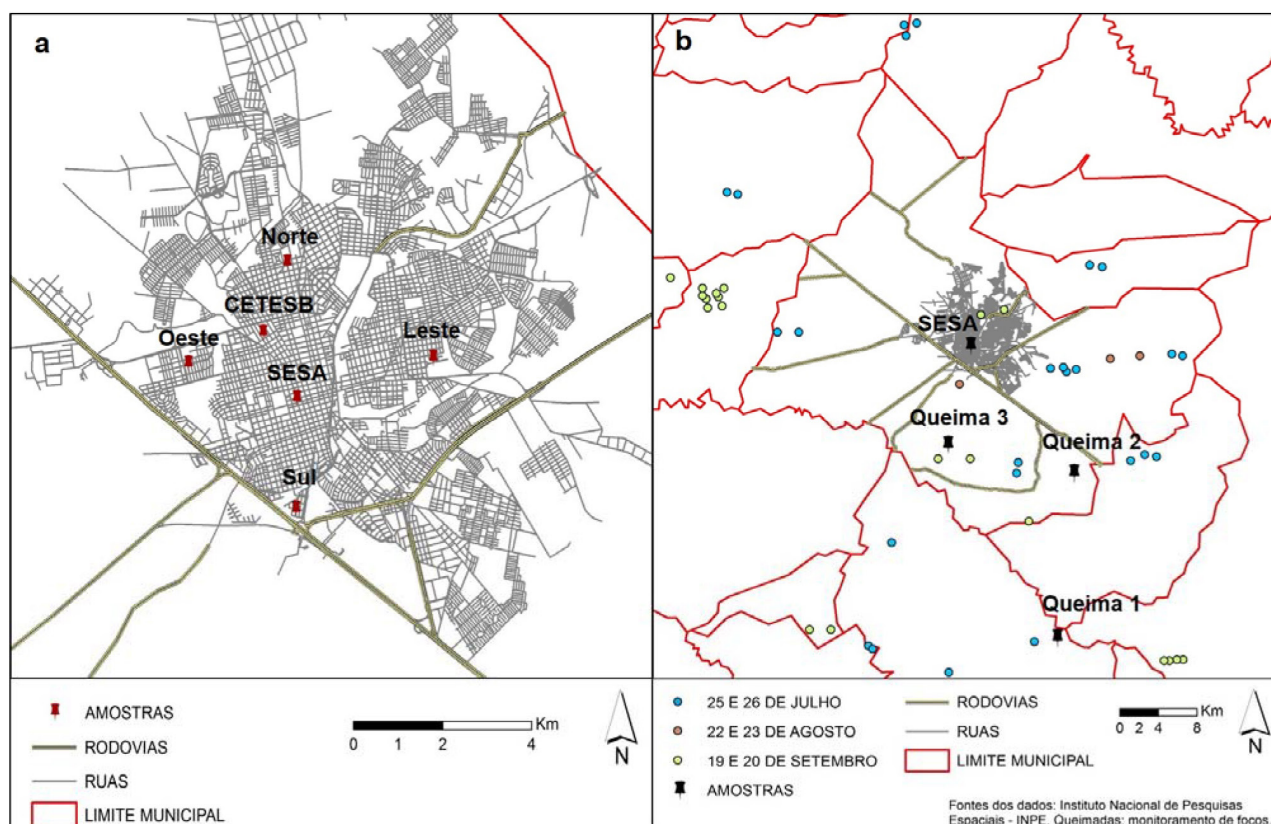 a
Norte
CETESB
Oeste
Leste
SESA
Sul
AMOSTRAS
RODOVIAS
RUAS
LIMITE MUNICIPAL
Km
0 1 2 4
N
b
SESA
Queima 3
Queima 2
Queima 1
25 E 26 DE JULHO
22 E 23 DE AGOSTO
19 E 20 DE SETEMBRO
AMOSTRAS
RODOVIAS
RUAS
LIMITE MUNICIPAL
Km
0 2 4 8
N
Fontes dos dados: Instituto Nacional de Pesquisas
Espaciais - INPE. Queimadas: monitoramento de focos.